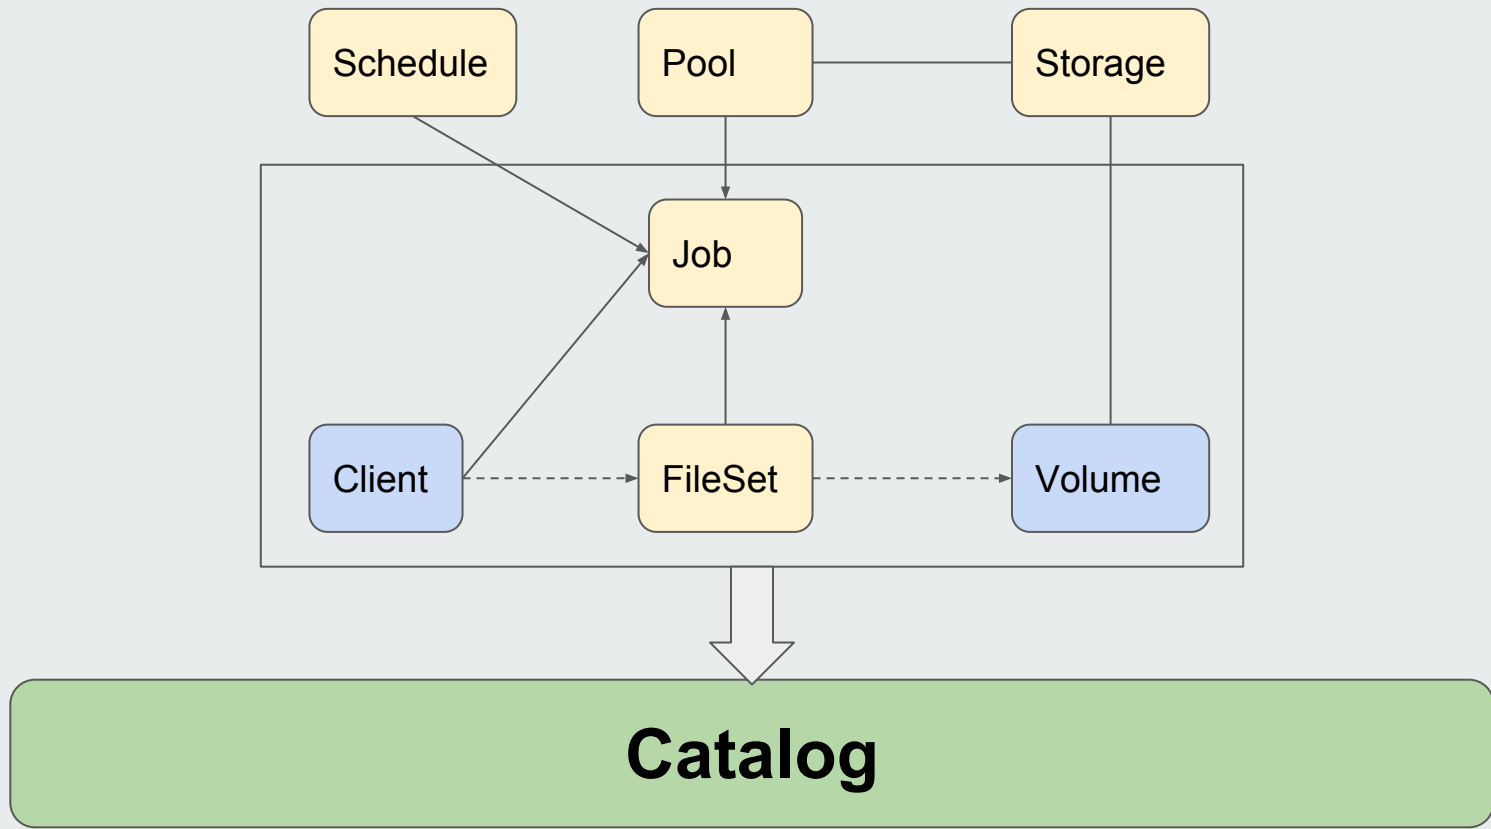 Schedule
Pool
Storage
Job
Client
FileSet
Volume
Catalog